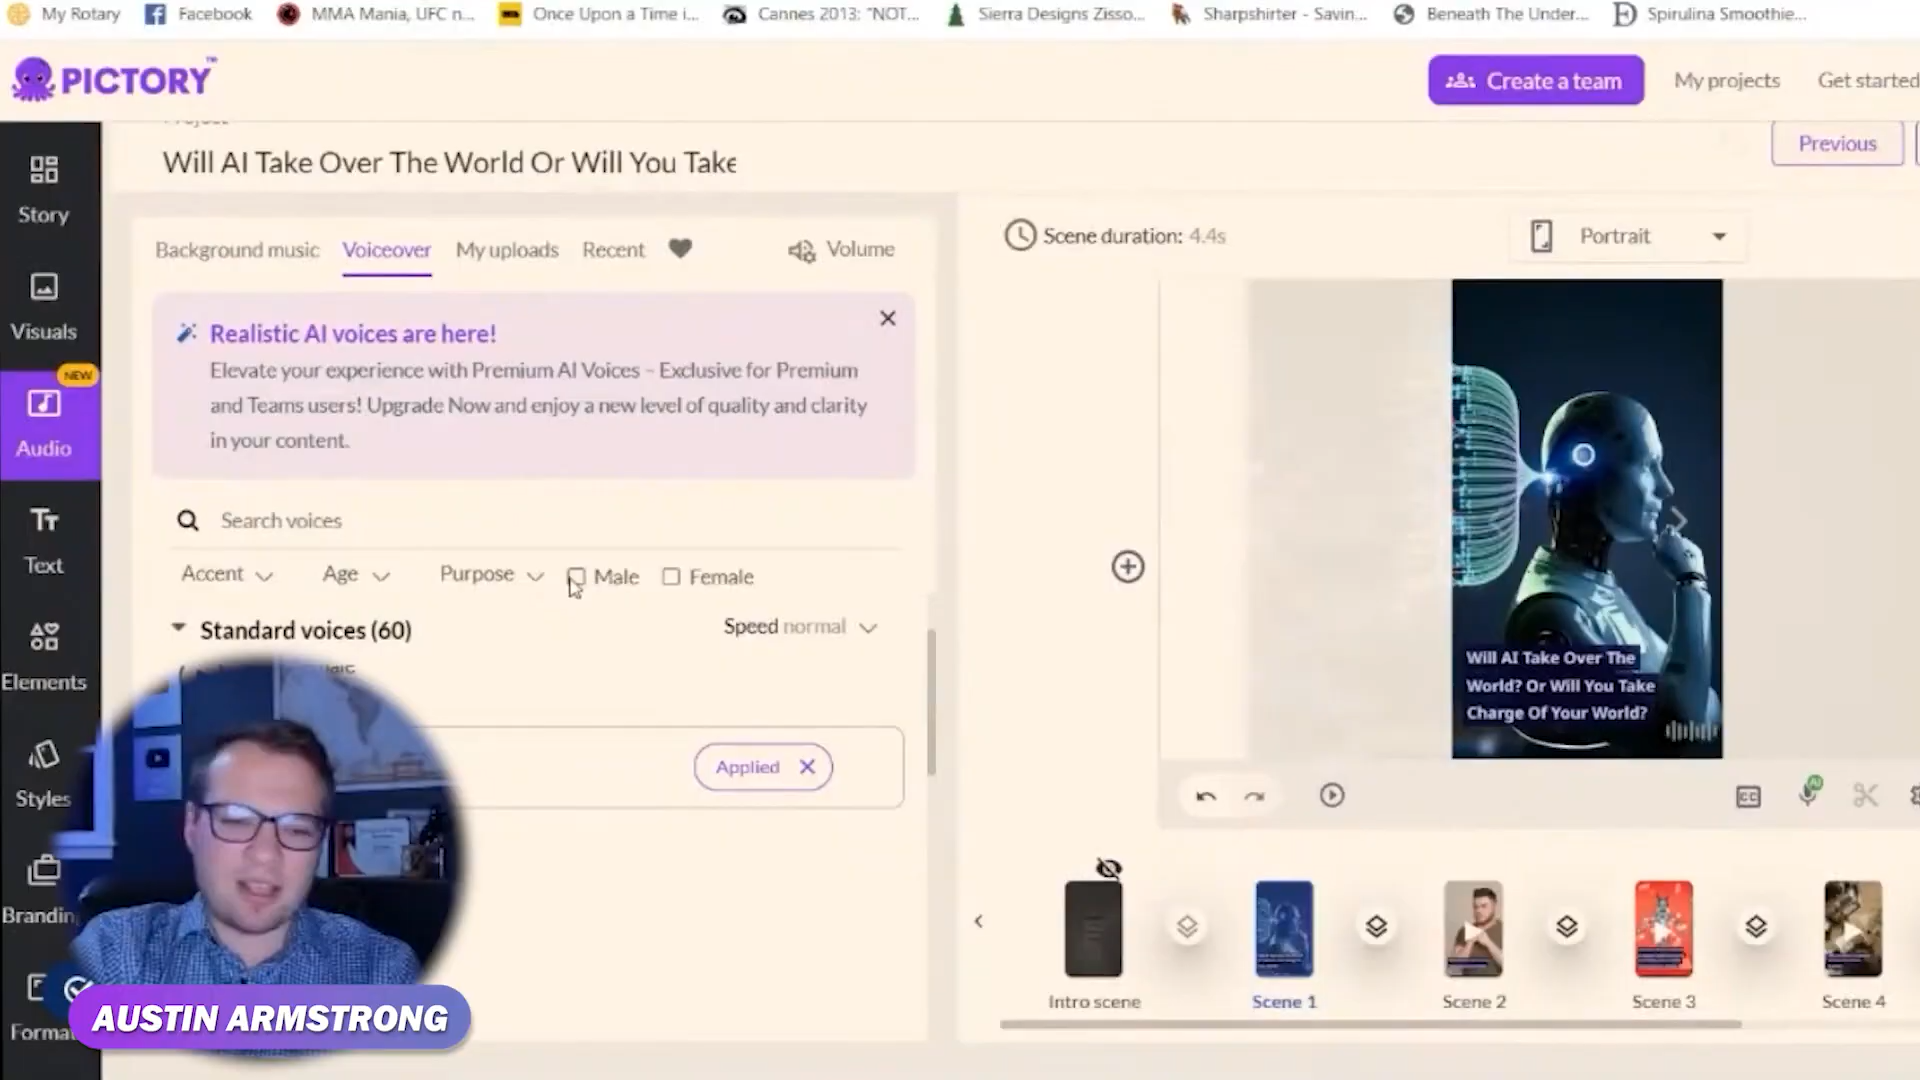 My Rotary
Facebook
MMA Mania, UFC n...
Once Upon a Time i...
Cannes 2013: "NOT...
Sierra Designs Zisso...
Sharpshirter - Savin...
Beneath The Under...
Spirulina Smoothie...
PICTORY™
Create a team
My projects
Get started
Will AI Take Over The World Or Will You Take
Previous
Story
Visuals
NEW
Audio
Text
Elements
Styles
Brandin
Forma
Background music
Voiceover
My uploads
Recent
Volume
Realistic AI voices are here!
Elevate your experience with Premium AI Voices – Exclusive for Premium
and Teams users! Upgrade Now and enjoy a new level of quality and clarity
in your content.
Search voices
Accent
Age
Purpose
Male
Female
Standard voices (60)
Speed normal
Applied
Scene duration: 4.4s
Portrait
Will AI Take Over The
World? Or Will You Take
Charge Of Your World?
CC
AI
Intro scene
Scene 1
Scene 2
Scene 3
Scene 4
AUSTIN ARMSTRONG